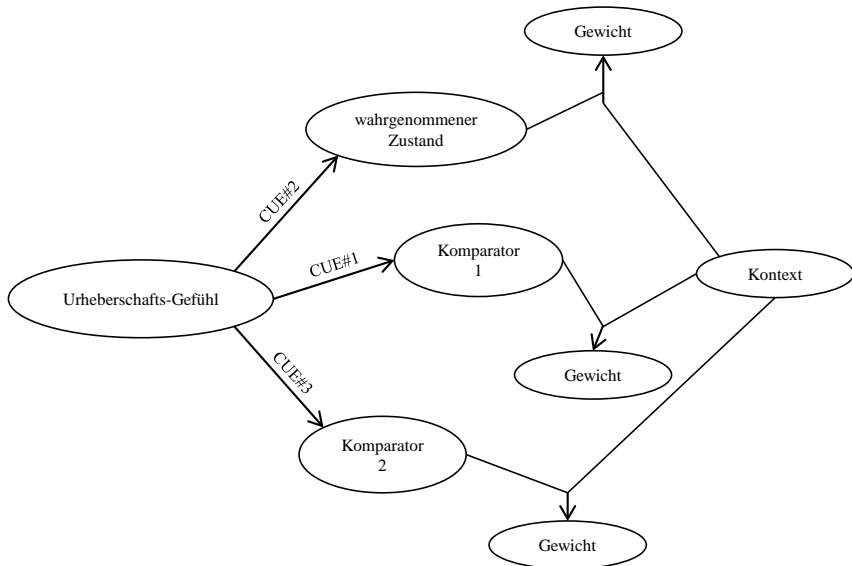 Gewicht
wahrgenommener
Zustand
CUE#2
CUE#1
Komparator
1
Kontext
Urheberschafts-Gefühl
Gewicht
CUE#3
Komparator
2
Gewicht